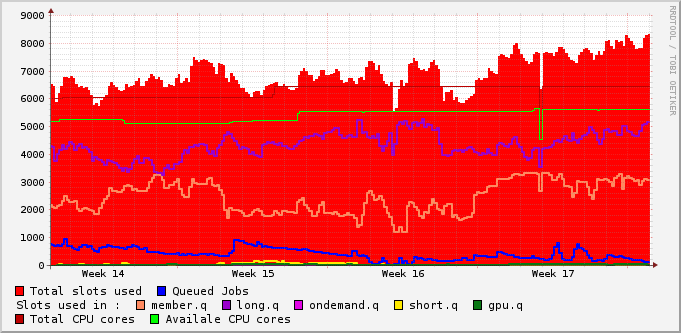 9000
8000
7000
6000
5000
4000
3000
2000
1000
0
Week 14 Week 15 Week 16 Week 17
RRDTOOL / TOBI OETIKER
Total slots used Queued Jobs
Slots used in : member.q long.q ondemand.q short.q gpu.q
Total CPU cores Availale CPU cores